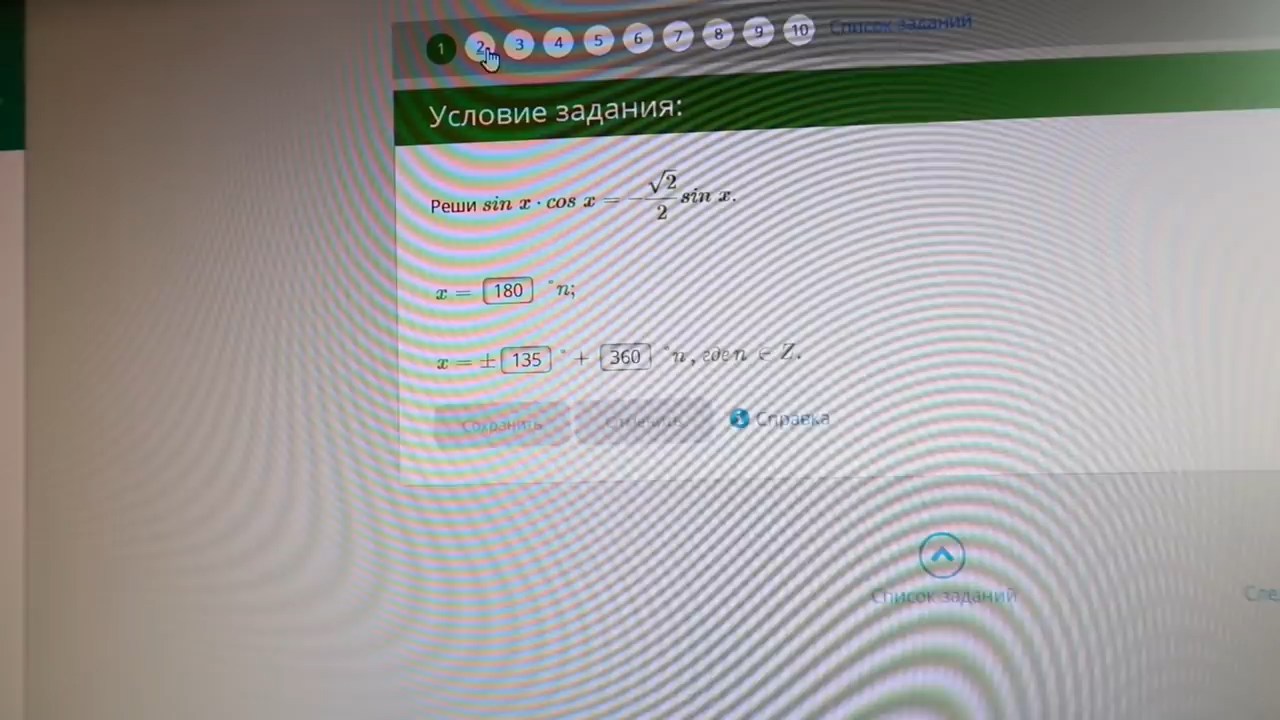 1 2 3 4 5 6 7 8 9 10 Список заданий
Условие задания:
Реши sin x · cos x = −√2/2 sin x.
x = 180 °n;
x = ± 135 ° + 360 °n, где n ∈ Z.
Сохранить Отменить Справка
Список заданий